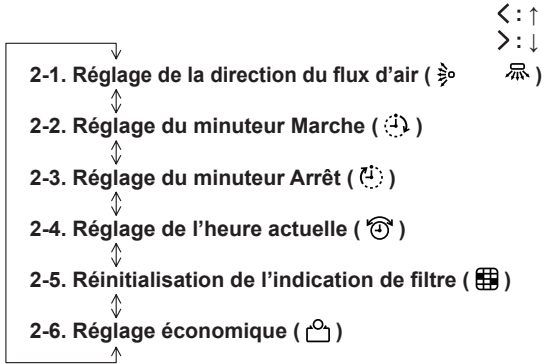 < : ↑
> : ↓
2-1. Réglage de la direction du flux d’air ( )
2-2. Réglage du minuteur Marche ( )
2-3. Réglage du minuteur Arrêt ( )
2-4. Réglage de l’heure actuelle ( )
2-5. Réinitialisation de l’indication de filtre ( )
2-6. Réglage économique ( )